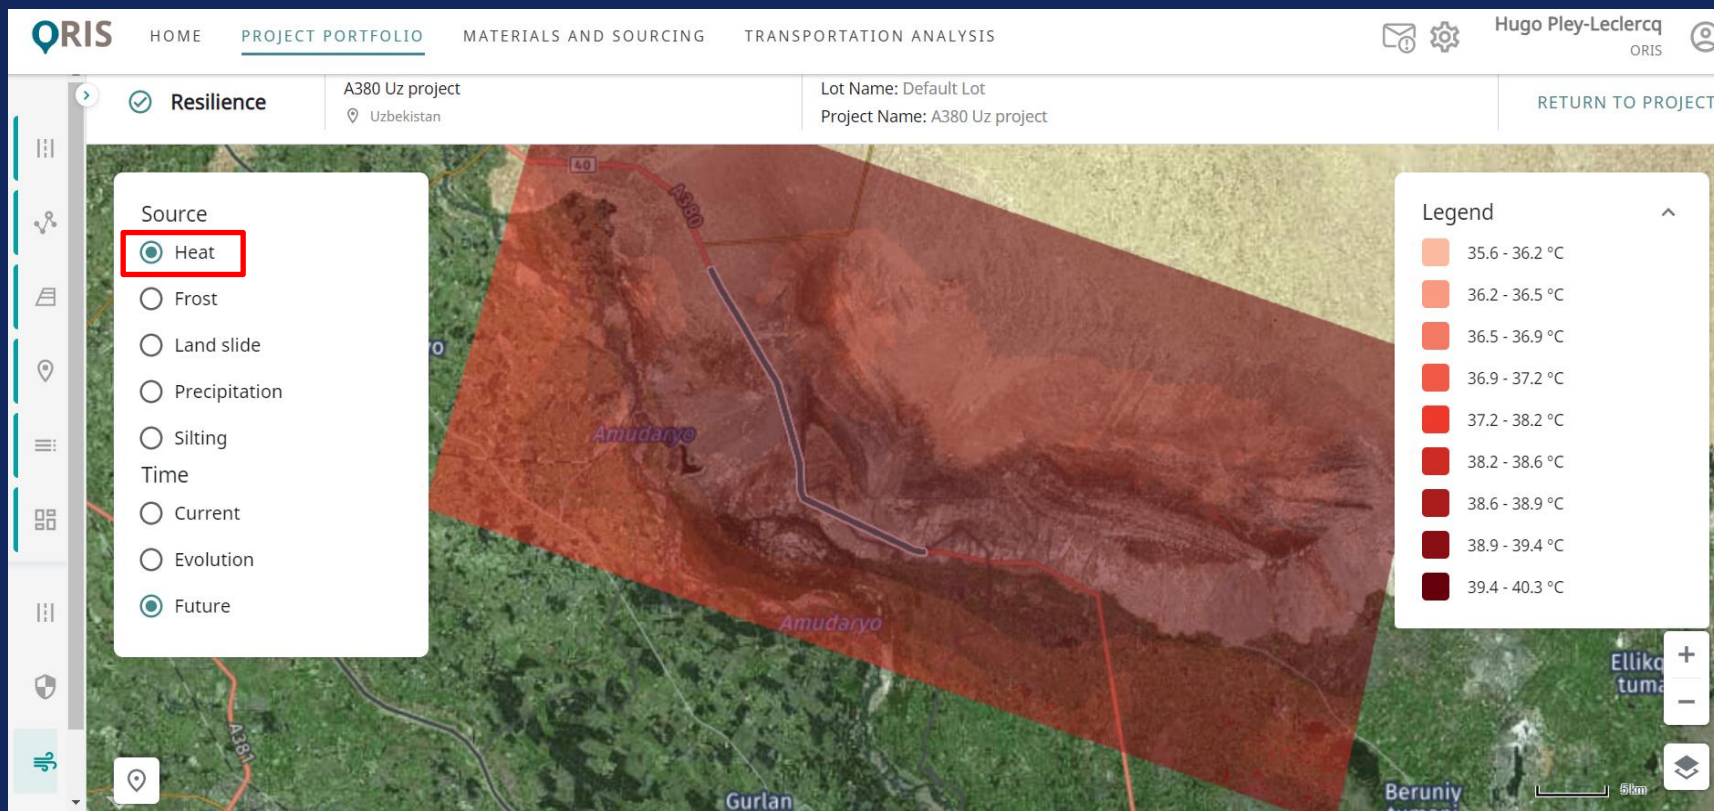 ORIS
HOME
PROJECT PORTFOLIO
MATERIALS AND SOURCING
TRANSPORTATION ANALYSIS
Hugo Pley-Leclercq
ORIS
Resilience
A380 Uz project
Uzbekistan
Lot Name: Default Lot
Project Name: A380 Uz project
RETURN TO PROJECT
Source
Heat
Frost
Land slide
Precipitation
Silting
Time
Current
Evolution
Future
Legend
35.6 - 36.2 °C
36.2 - 36.5 °C
36.5 - 36.9 °C
36.9 - 37.2 °C
37.2 - 38.2 °C
38.2 - 38.6 °C
38.6 - 38.9 °C
38.9 - 39.4 °C
39.4 - 40.3 °C
40
A380
Amudaryo
Amudaryo
A381
Gurlan
Beruniy
5 km